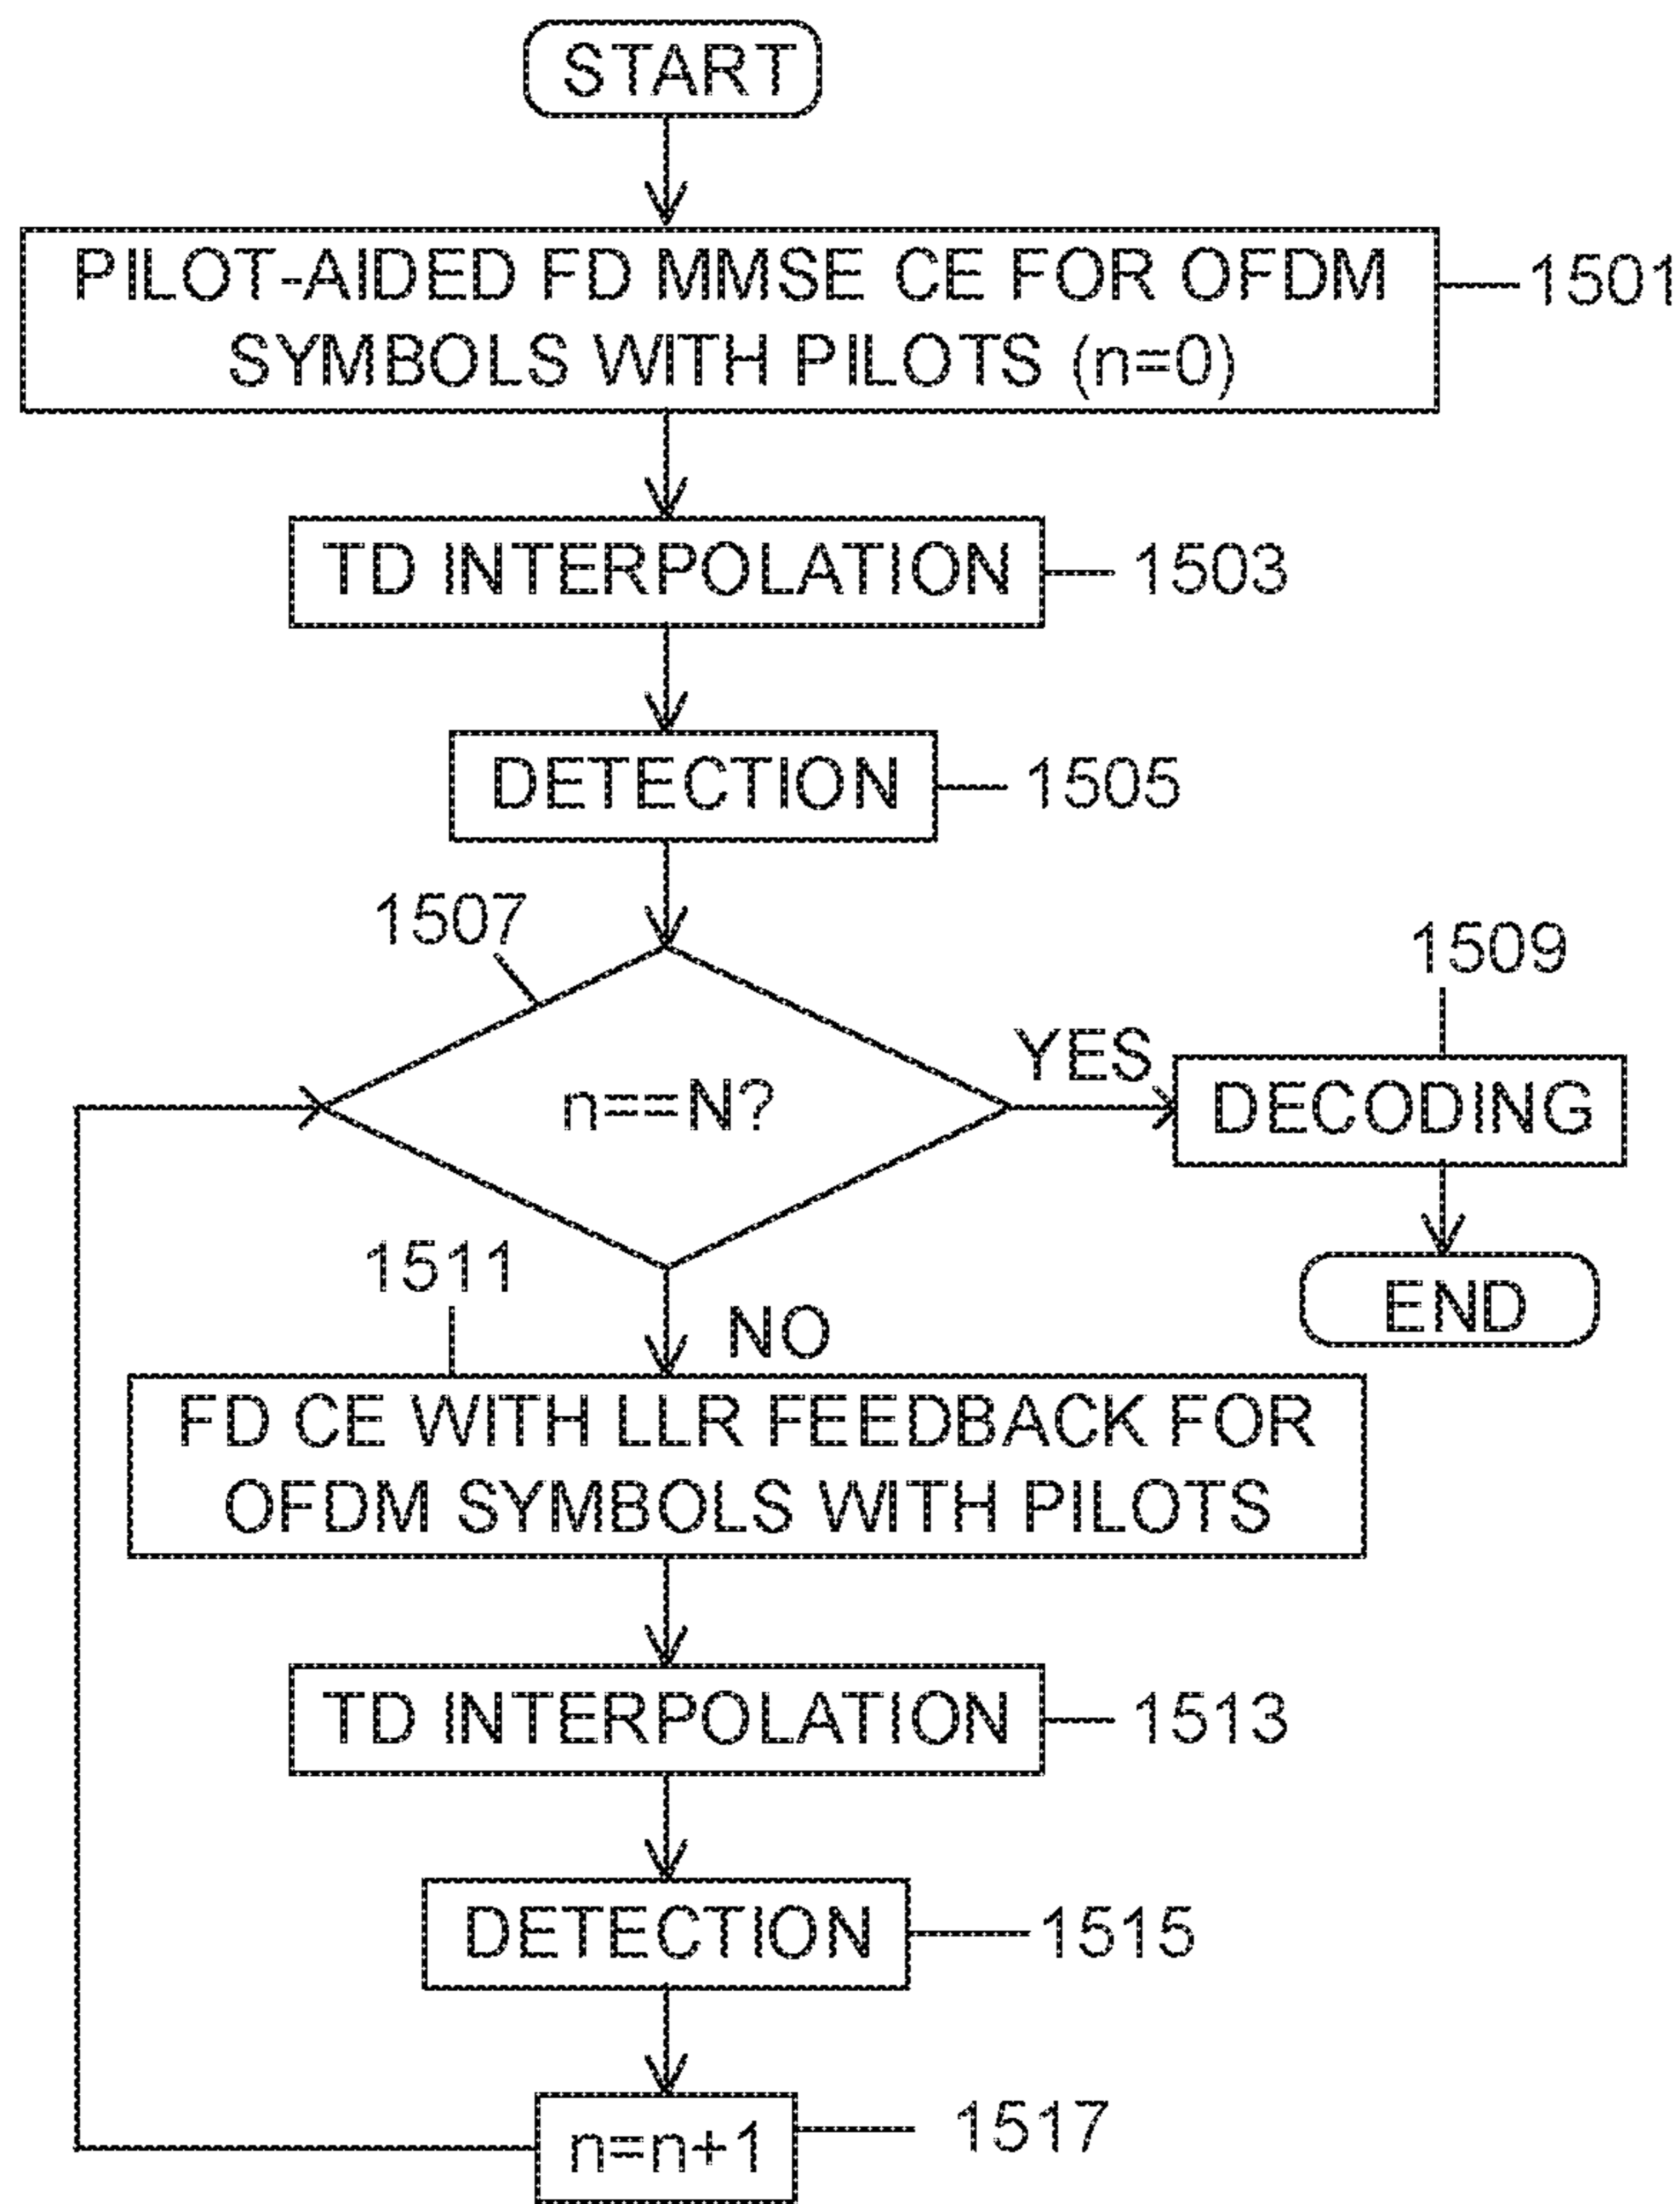 START
PILOT-AIDED FD MMSE CE FOR OFDM
SYMBOLS WITH PILOTS (n=0)
1501
TD INTERPOLATION
1503
DETECTION
1505
1507
n==N?
YES
1509
DECODING
END
NO
1511
FD CE WITH LLR FEEDBACK FOR
OFDM SYMBOLS WITH PILOTS
TD INTERPOLATION
1513
DETECTION
1515
n=n+1
1517